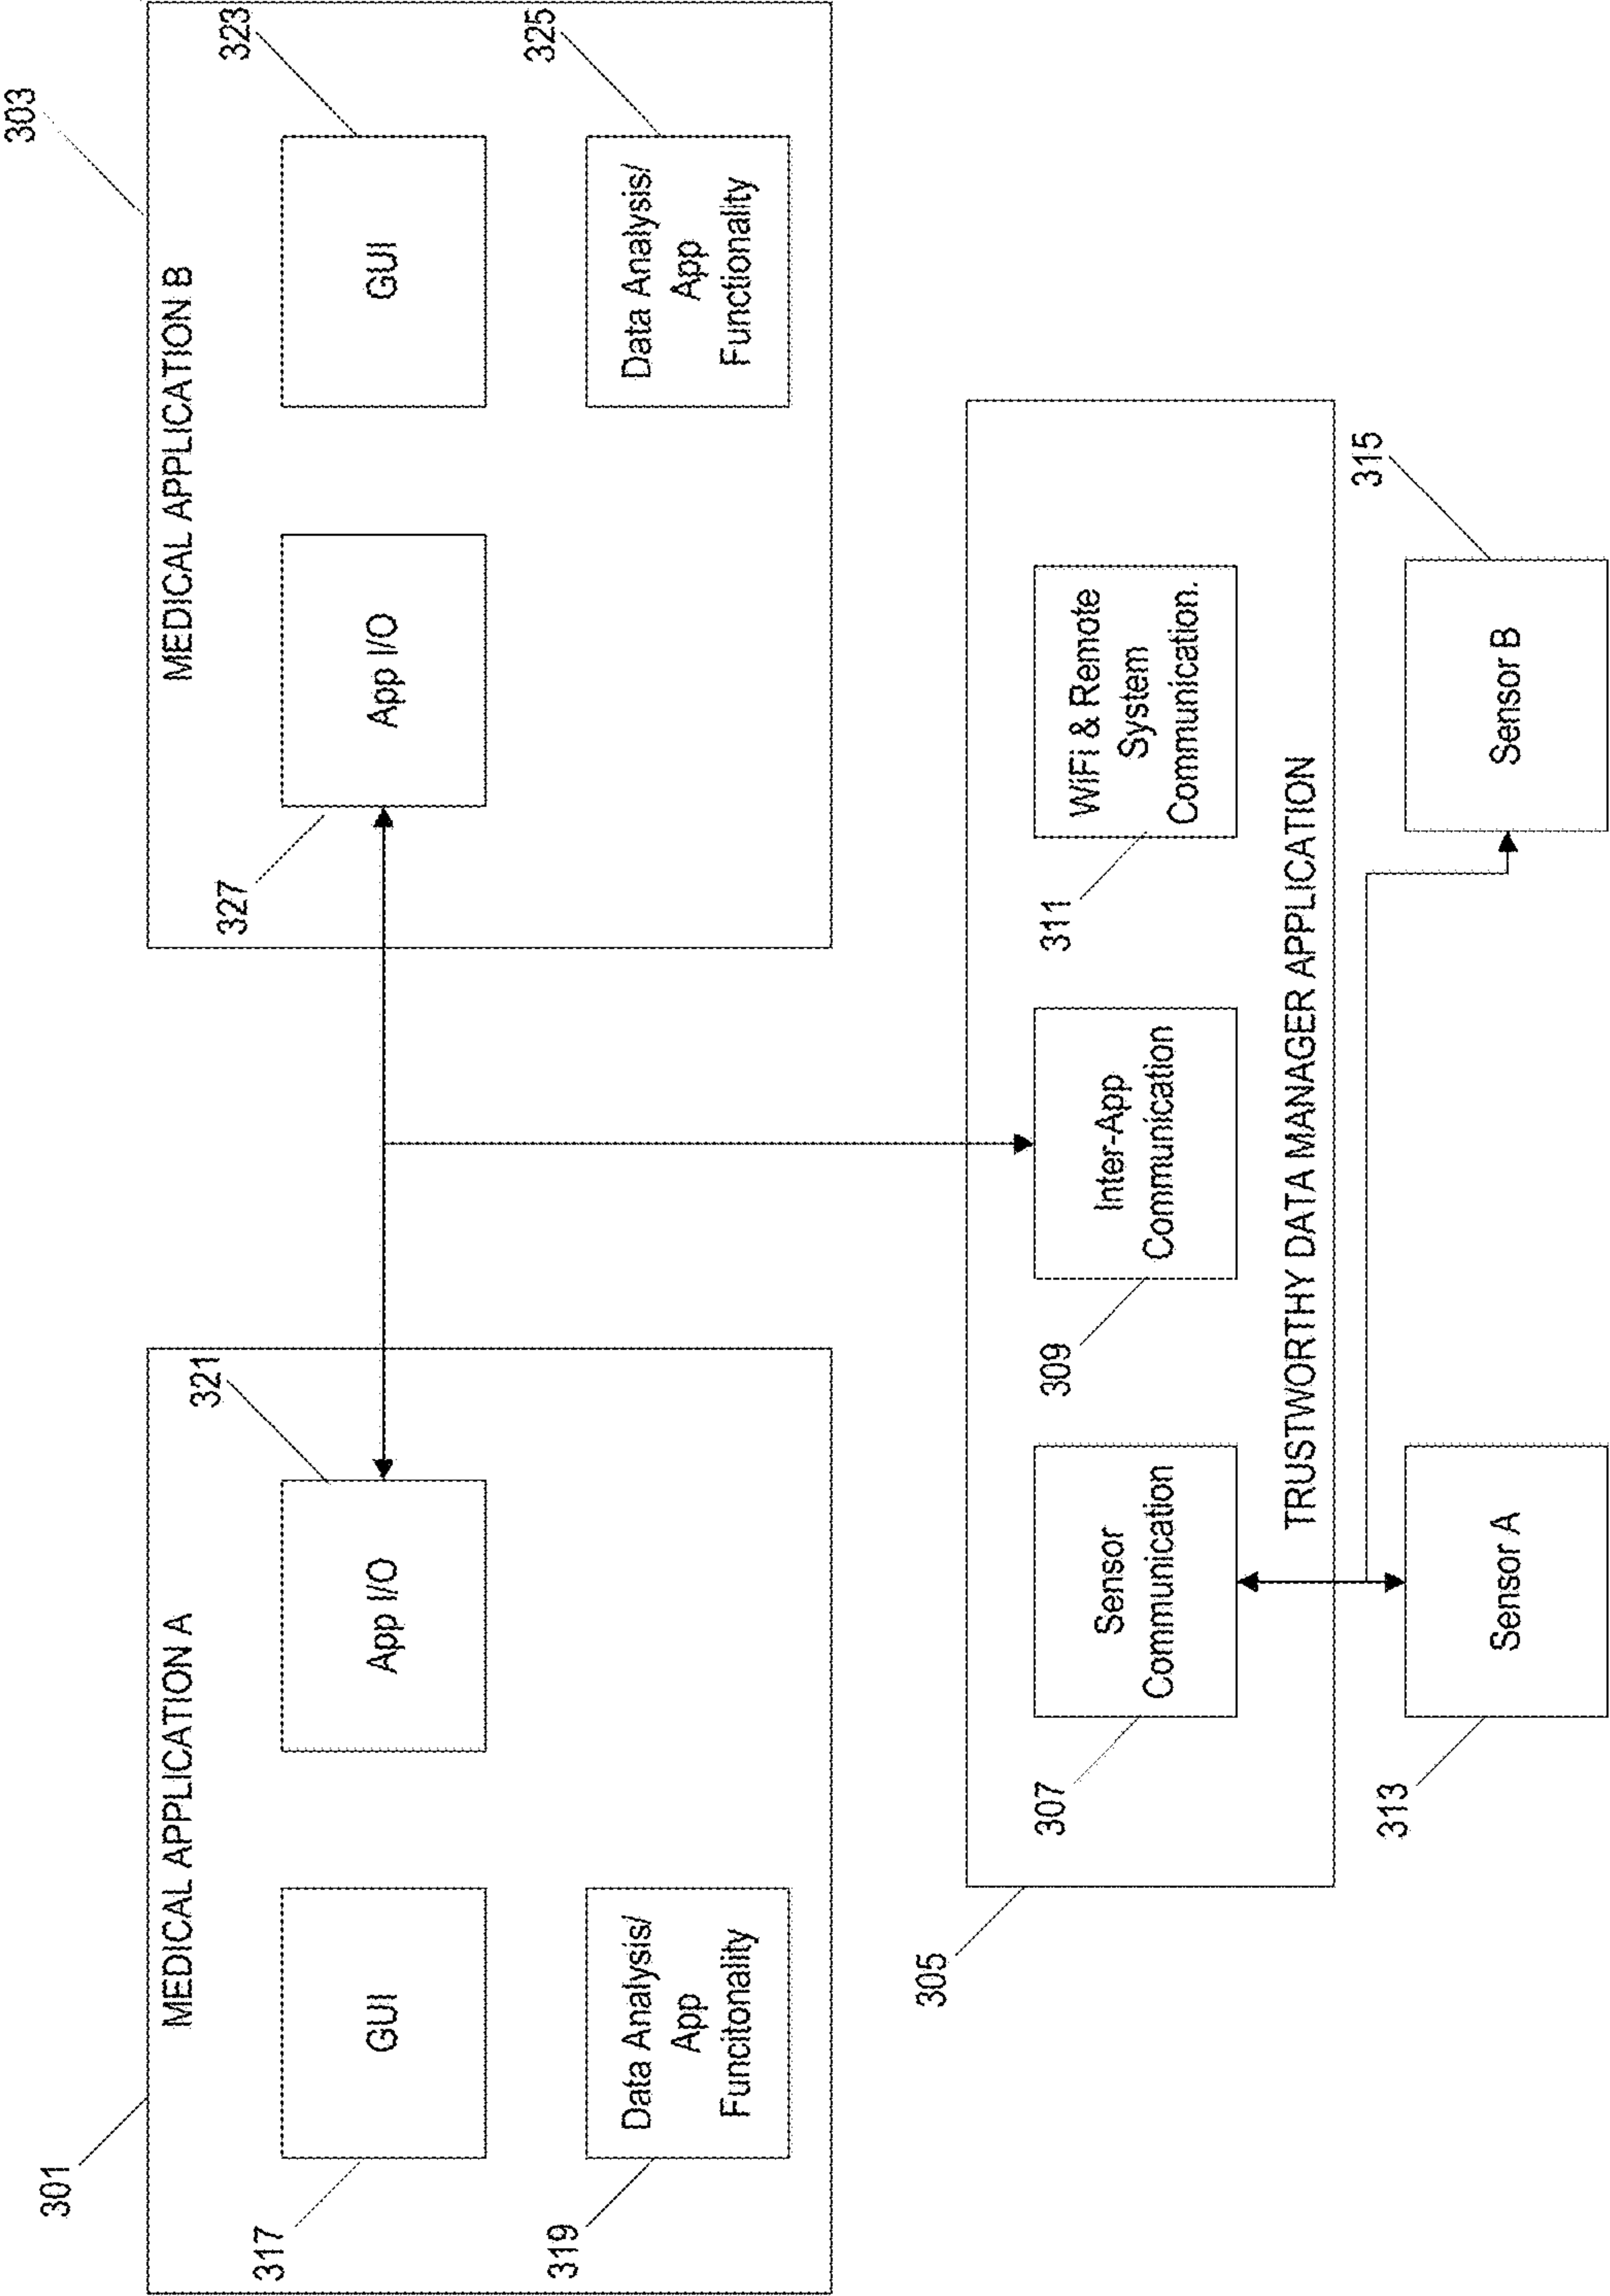 303
MEDICAL APPLICATION A
MEDICAL APPLICATION B
301
321
323
317
GUI
App I/O
327
App I/O
GUI
325
319
Data Analysis/
App
Funcitonality
Data Analysis/
App
Functionality
305
307
Sensor
Communication
309
Inter-App
Communication
311
WiFi & Remote
System
Communication.
TRUSTWORTHY DATA MANAGER APPLICATION
313
Sensor A
315
Sensor B